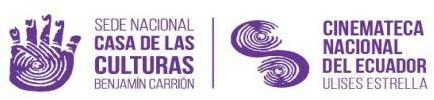 SEDE NACIONAL
CASA DE LAS
CULTURAS
BENJAMÍN CARRIÓN
CINEMATECA
NACIONAL
DEL ECUADOR
ULISES ESTRELLA